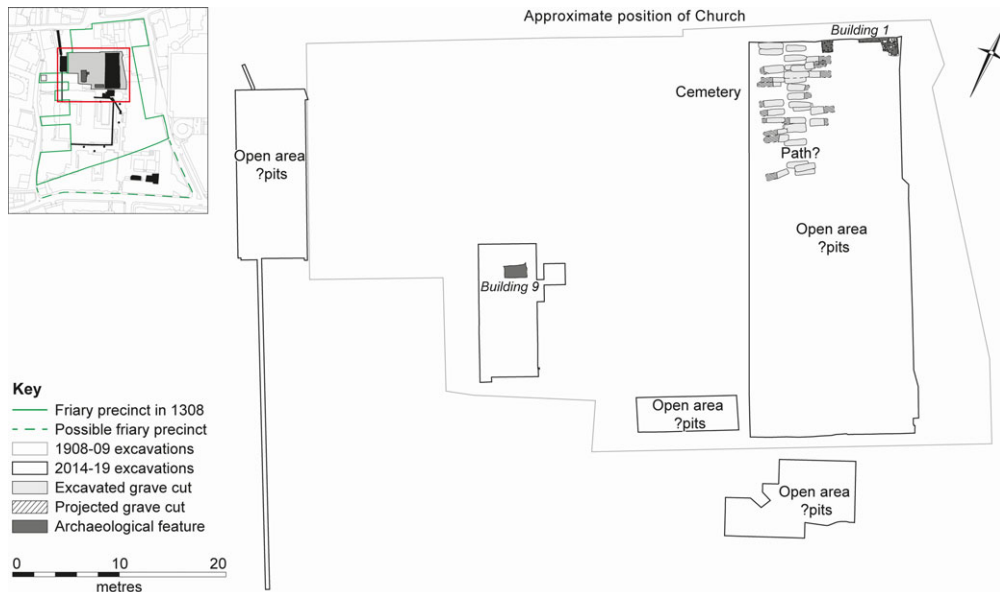 Approximate position of Church
Building 1
Cemetery
Open area
?pits
Path?
Open area
?pits
Building 9
Key
Friary precinct in 1308
Possible friary precinct
1908-09 excavations
2014-19 excavations
Excavated grave cut
Projected grave cut
Archaeological feature
0 10 20
metres
Open area
?pits
Open area
?pits